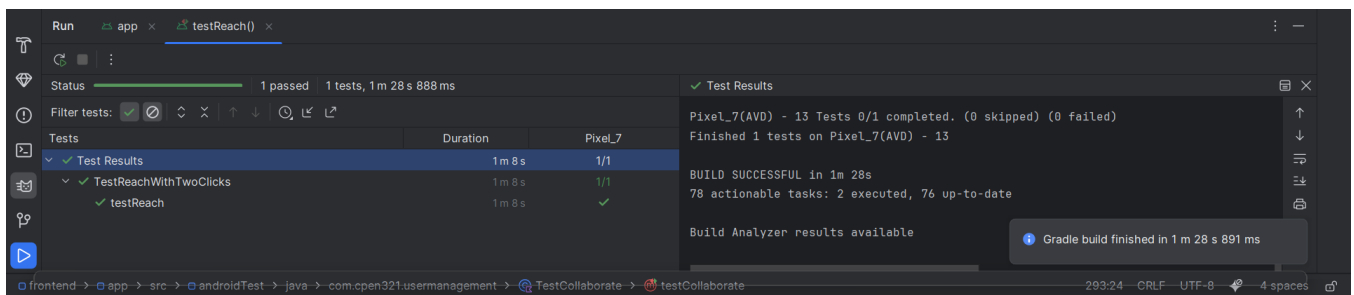 Run app testReach()
Status 1 passed 1 tests, 1 m 28 s 888 ms
Filter tests:
Tests Duration Pixel_7
Test Results 1 m 8 s 1/1
TestReachWithTwoClicks 1 m 8 s 1/1
testReach 1 m 8 s
Test Results
Pixel_7(AVD) - 13 Tests 0/1 completed. (0 skipped) (0 failed)
Finished 1 tests on Pixel_7(AVD) - 13
BUILD SUCCESSFUL in 1m 28s
78 actionable tasks: 2 executed, 76 up-to-date
Build Analyzer results available
Gradle build finished in 1 m 28 s 891 ms
frontend > app > src > androidTest > java > com.cpen321.usermanagement > TestCollaborate > testCollaborate 293:24 CRLF UTF-8 4 spaces